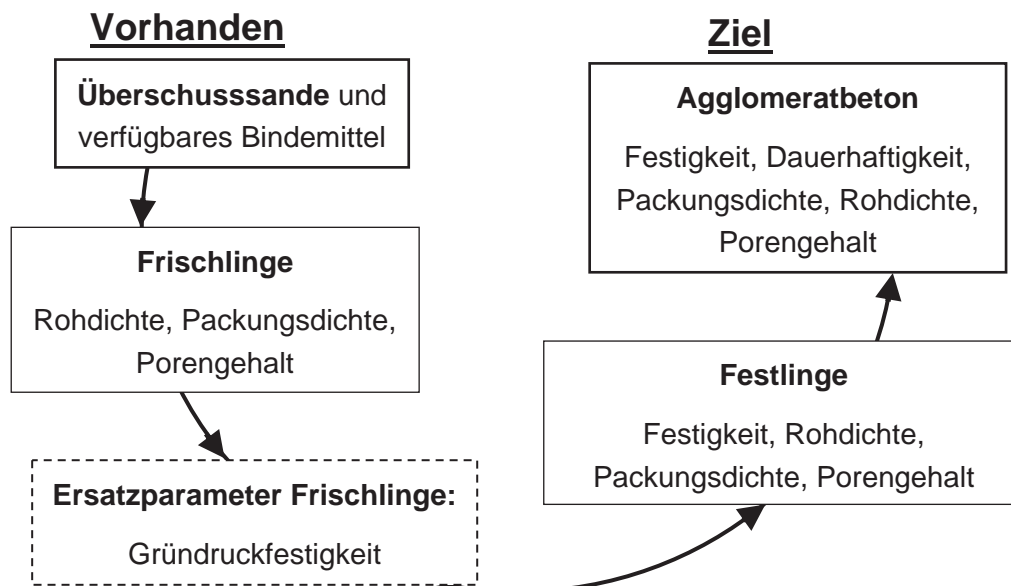 Vorhanden
Überschusssande und
verfügbares Bindemittel
Frischlinge
Rohdichte, Packungsdichte,
Porengehalt
Ersatzparameter Frischlinge:
Gründruckfestigkeit
Ziel
Agglomeratbeton
Festigkeit, Dauerhaftigkeit,
Packungsdichte, Rohdichte,
Porengehalt
Festlinge
Festigkeit, Rohdichte,
Packungsdichte, Porengehalt